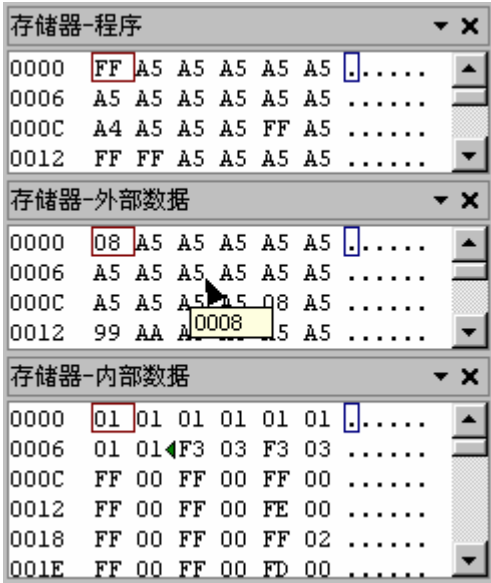 存储器-程序
0000 FF A5 A5 A5 A5 A5 ......
0006 A5 A5 A5 A5 A5 A5 ......
000C A4 A5 A5 A5 FF A5 ......
0012 FF FF A5 A5 A5 A5 ......
存储器-外部数据
0000 08 A5 A5 A5 A5 A5 ......
0006 A5 A5 A5 A5 A5 A5 ......
000C A5 A5 A5 A5 08 A5 ......
0012 99 AA A5 A5 ......
0008
存储器-内部数据
0000 01 01 01 01 01 01 ......
0006 01 01 F3 03 F3 03 ......
000C FF 00 FF 00 FF 00 ......
0012 FF 00 FF 00 FE 00 ......
0018 FF 00 FF 00 FF 02 ......
001E FF 00 FF 00 FD 00 ......